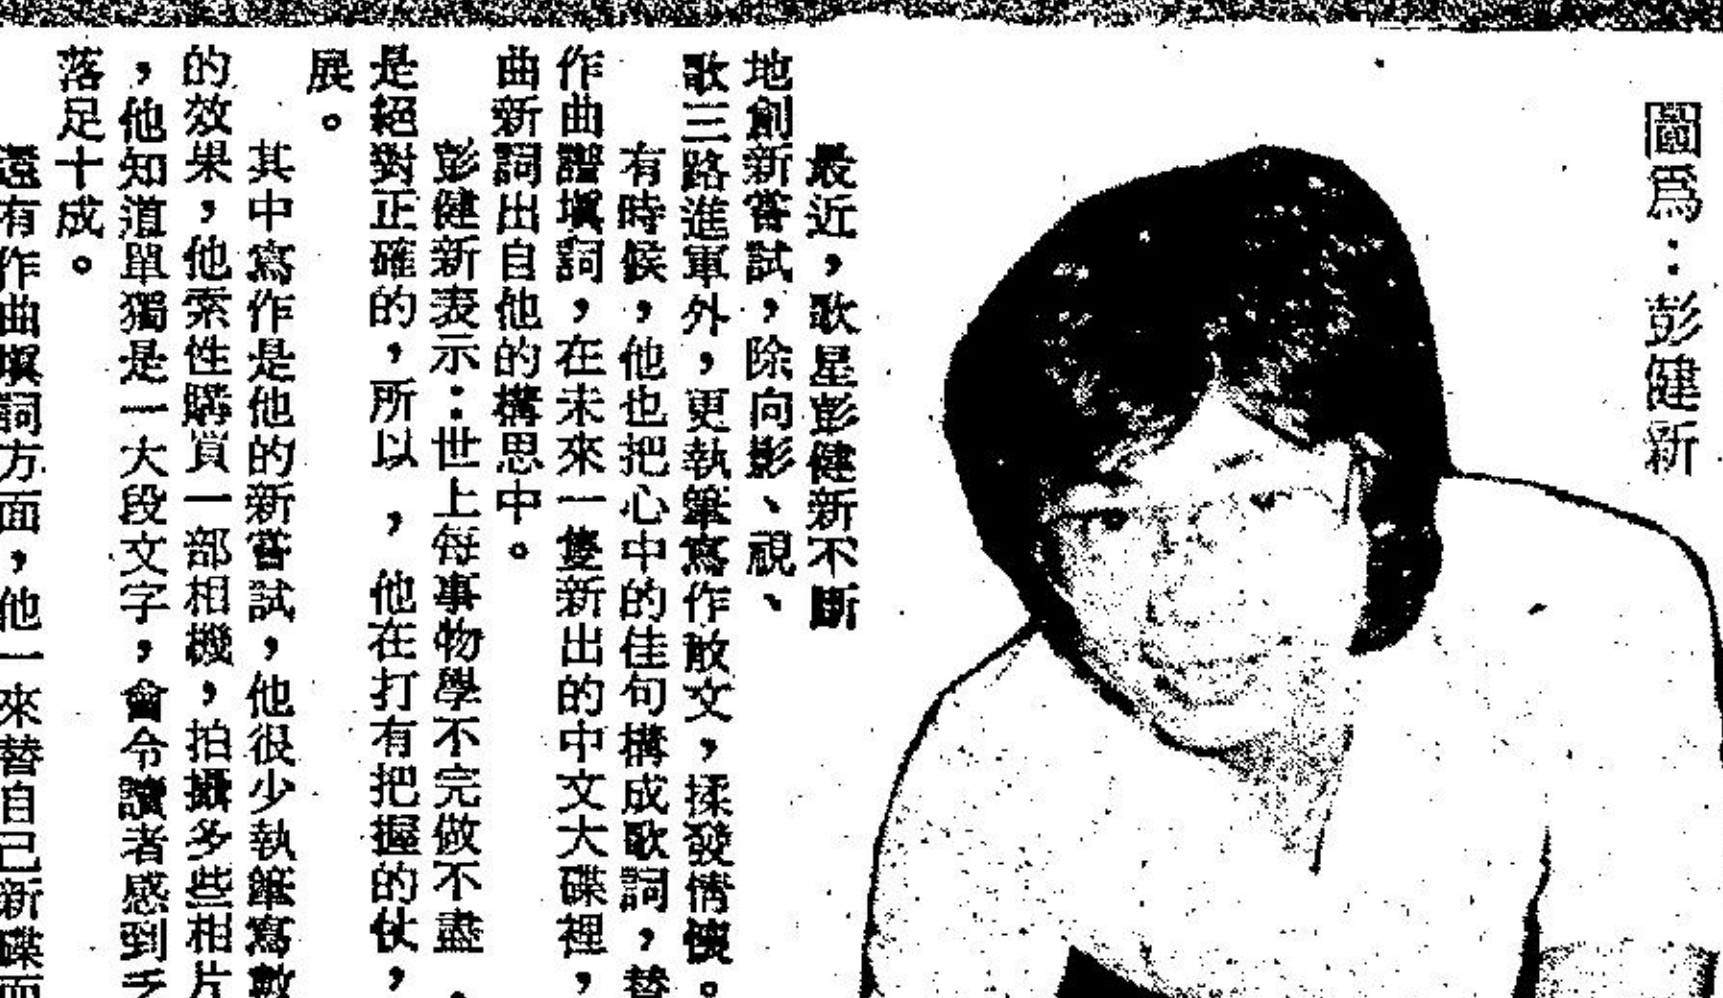 圖爲：彭健新
最近，歌星彭健新不斷
地創新嘗試，除向影、視、
歌三路進軍外，更執筆寫作散文，揉發情懷。
有時候，他也把心中的佳句構成歌詞，替
作曲譜塡詞，在未來一隻新出的中文大碟裡，
曲新詞出自他的構思中。
彭健新表示：世上每事物學不完做不盡
是絕對正確的，所以，他在打有把握的仗，
展。
其中寫作是他的新嘗試，他很少執筆寫數
的效果，他索性購買一部相機，拍攝多些相片
，他知道單獨是一大段文字，會令讀者感到乏
落足十成。
還有作曲塡詞方面，他一來替自己新碟而